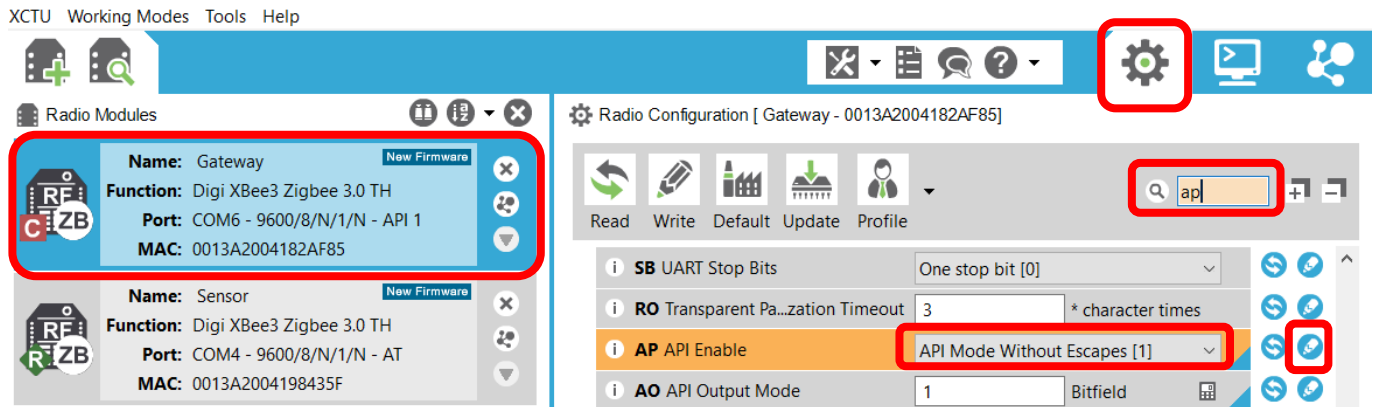 XCTU Working Modes Tools Help
Radio Modules
Name: Gateway New Firmware
Function: Digi XBee3 Zigbee 3.0 TH
Port: COM6 - 9600/8/N/1/N - API 1
MAC: 0013A2004182AF85
RF
C ZB
Name: Sensor New Firmware
Function: Digi XBee3 Zigbee 3.0 TH
Port: COM4 - 9600/8/N/1/N - AT
MAC: 0013A2004198435F
RF
R ZB
Radio Configuration [ Gateway - 0013A2004182AF85]
Read Write Default Update Profile
ap
i SB UART Stop Bits One stop bit [0]
i RO Transparent Pa...zation Timeout 3 * character times
i AP API Enable API Mode Without Escapes [1]
i AO API Output Mode 1 Bitfield